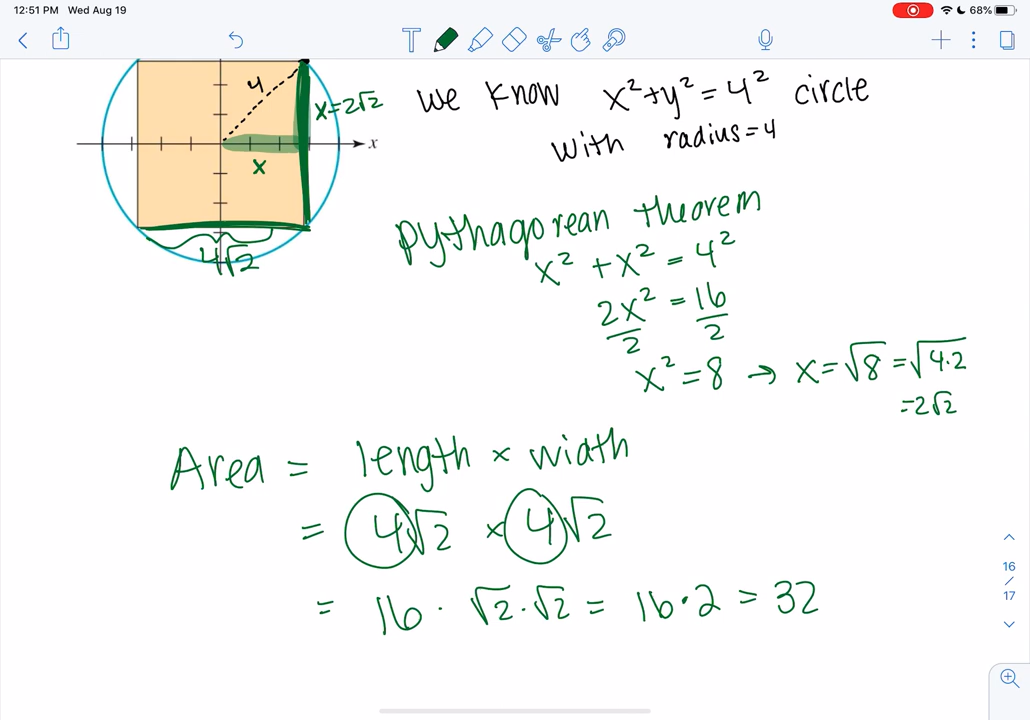 12:51 PM Wed Aug 19
68%
T
4
x=2√2
x
x
4√2
We know x²+y²=4² circle
with radius=4
pythagorean theorem
x² + x² = 4²
2x²/2 = 16/2
x² = 8 → x=√8 = √4·2
=2√2
Area = length × width
= 4√2 × 4√2
= 16 · √2·√2 = 16·2 = 32
16
/
17